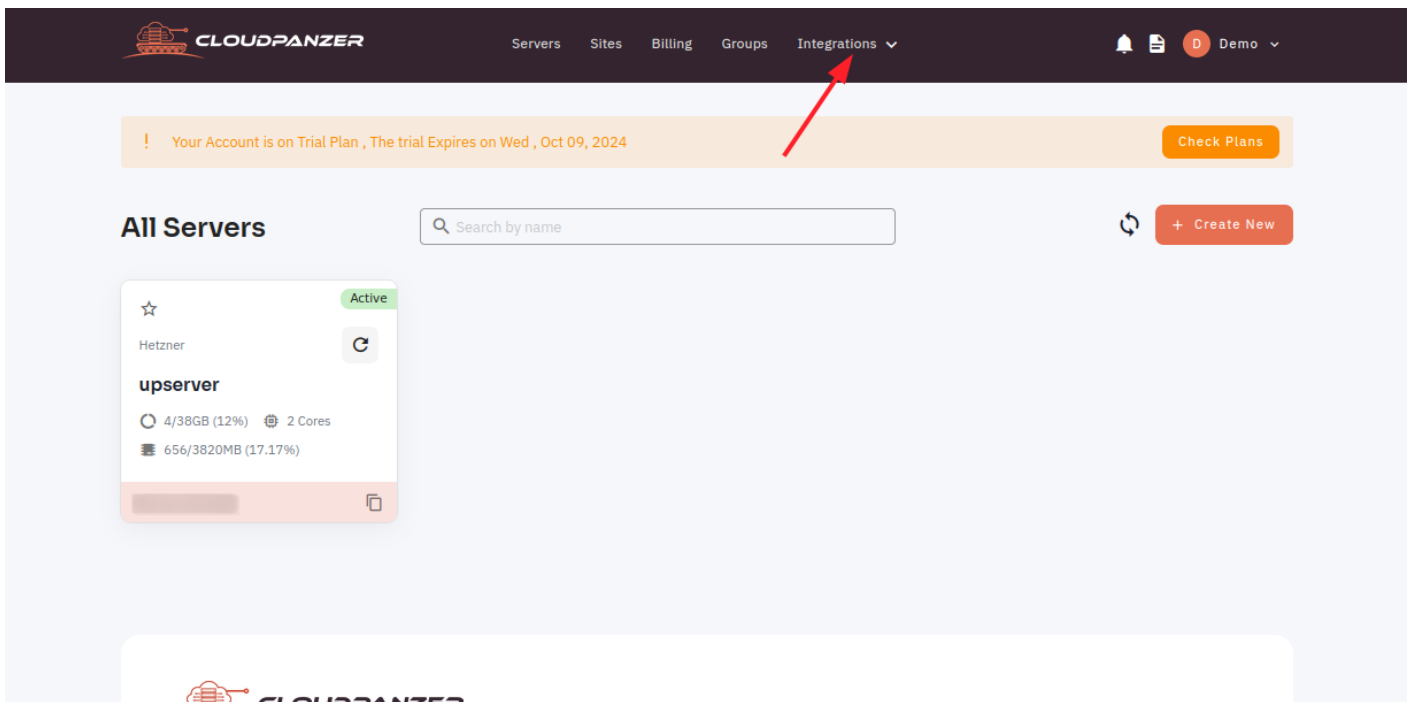 CLOUDPANZER
Servers Sites Billing Groups Integrations
D Demo
! Your Account is on Trial Plan , The trial Expires on Wed , Oct 09, 2024
Check Plans
All Servers
Search by name
+ Create New
Active
Hetzner
upserver
4/38GB (12%) 2 Cores
656/3820MB (17.17%)
CLOUDPANZER